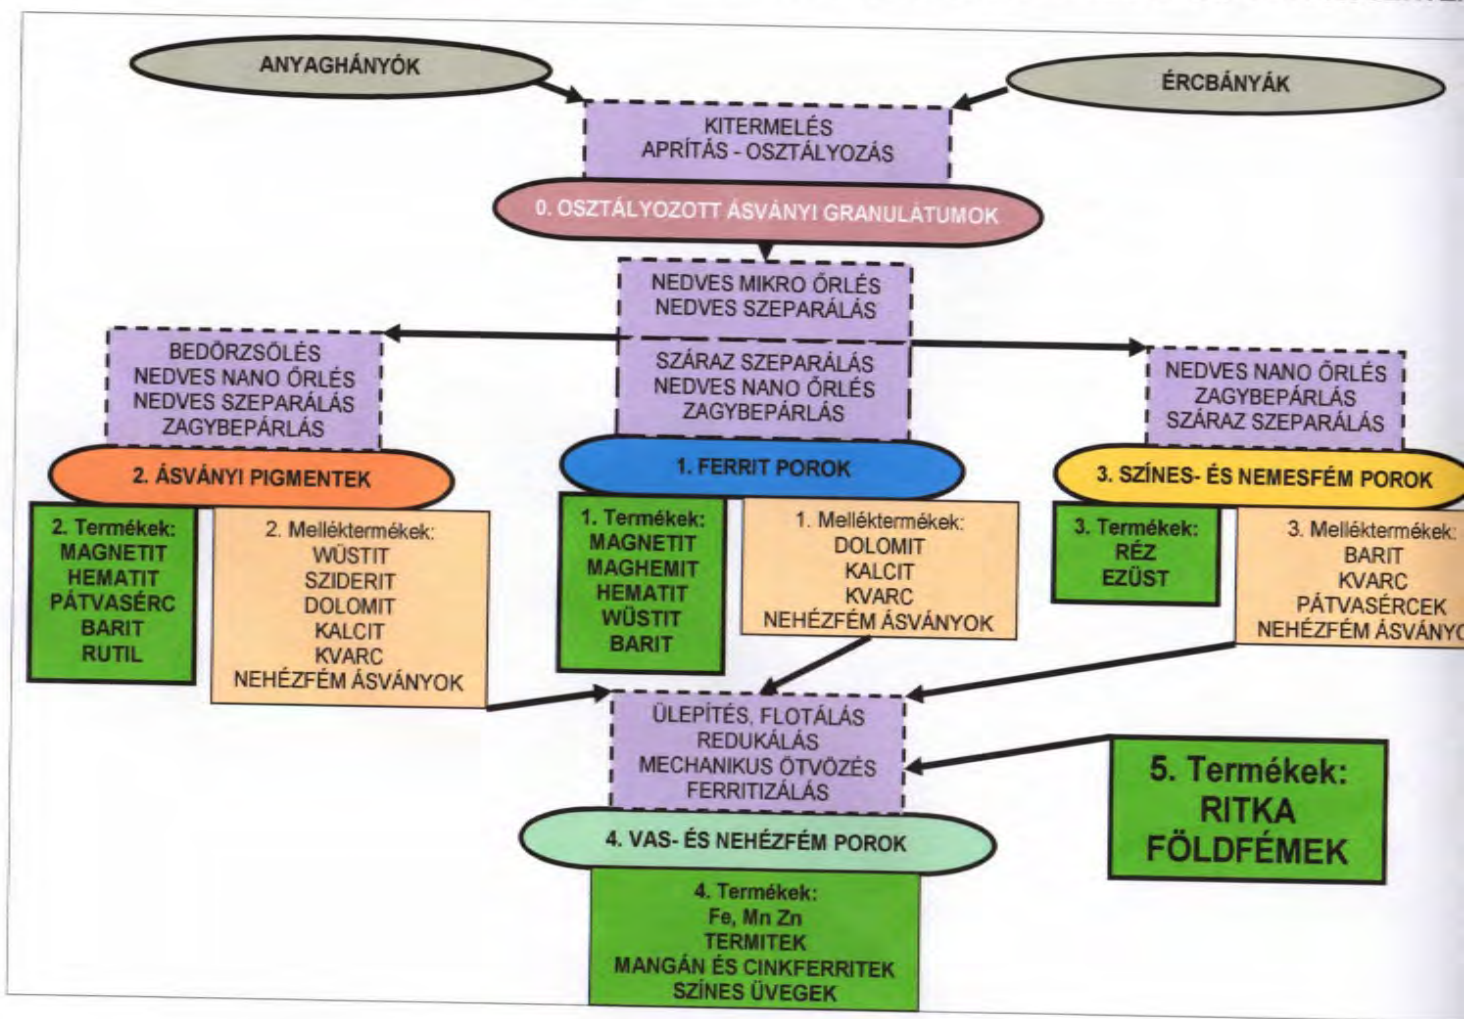 ANYAGHÁNYÓK
ÉRCBÁNYÁK
KITERMELÉS
APRÍTÁS - OSZTÁLYOZÁS
0. OSZTÁLYOZOTT ÁSVÁNYI GRANULÁTUMOK
NEDVES MIKRO ŐRLÉS
NEDVES SZEPARÁLÁS
SZÁRAZ SZEPARÁLÁS
NEDVES NANO ŐRLÉS
ZAGYBEPÁRLÁS
BEDÖRZSÖLÉS
NEDVES NANO ŐRLÉS
NEDVES SZEPARÁLÁS
ZAGYBEPÁRLÁS
NEDVES NANO ŐRLÉS
ZAGYBEPÁRLÁS
SZÁRAZ SZEPARÁLÁS
2. ÁSVÁNYI PIGMENTEK
1. FERRIT POROK
3. SZÍNES- ÉS NEMESFÉM POROK
2. Termékek:
MAGNETIT
HEMATIT
PÁTVASÉRC
BARIT
RUTIL
2. Melléktermékek:
WÜSTIT
SZIDERIT
DOLOMIT
KALCIT
KVARC
NEHÉZFÉM ÁSVÁNYOK
1. Termékek:
MAGNETIT
MAGHEMIT
HEMATIT
WÜSTIT
BARIT
1. Melléktermékek:
DOLOMIT
KALCIT
KVARC
NEHÉZFÉM ÁSVÁNYOK
3. Termékek:
RÉZ
EZÜST
3. Melléktermékek:
BARIT
KVARC
PÁTVASÉRCEK
NEHÉZFÉM
ÜLEPÍTÉS, FLOTÁLÁS
REDUKÁLÁS
MECHANIKUS ÖTVÖZÉS
FERRITIZÁLÁS
4. VAS- ÉS NEHÉZFÉM POROK
4. Termékek:
Fe, Mn Zn
TERMITEK
MANGÁN ÉS CINKFERRITEK
SZÍNES ÜVEGEK
5. Termékek:
RITKA
FÖLDFÉMEK